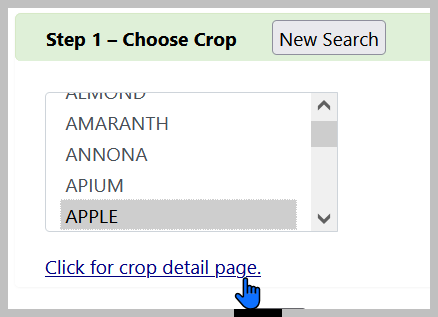 Step 1 – Choose Crop
New Search
ALMOND
AMARANTH
ANNONA
APIUM
APPLE
Click for crop detail page.